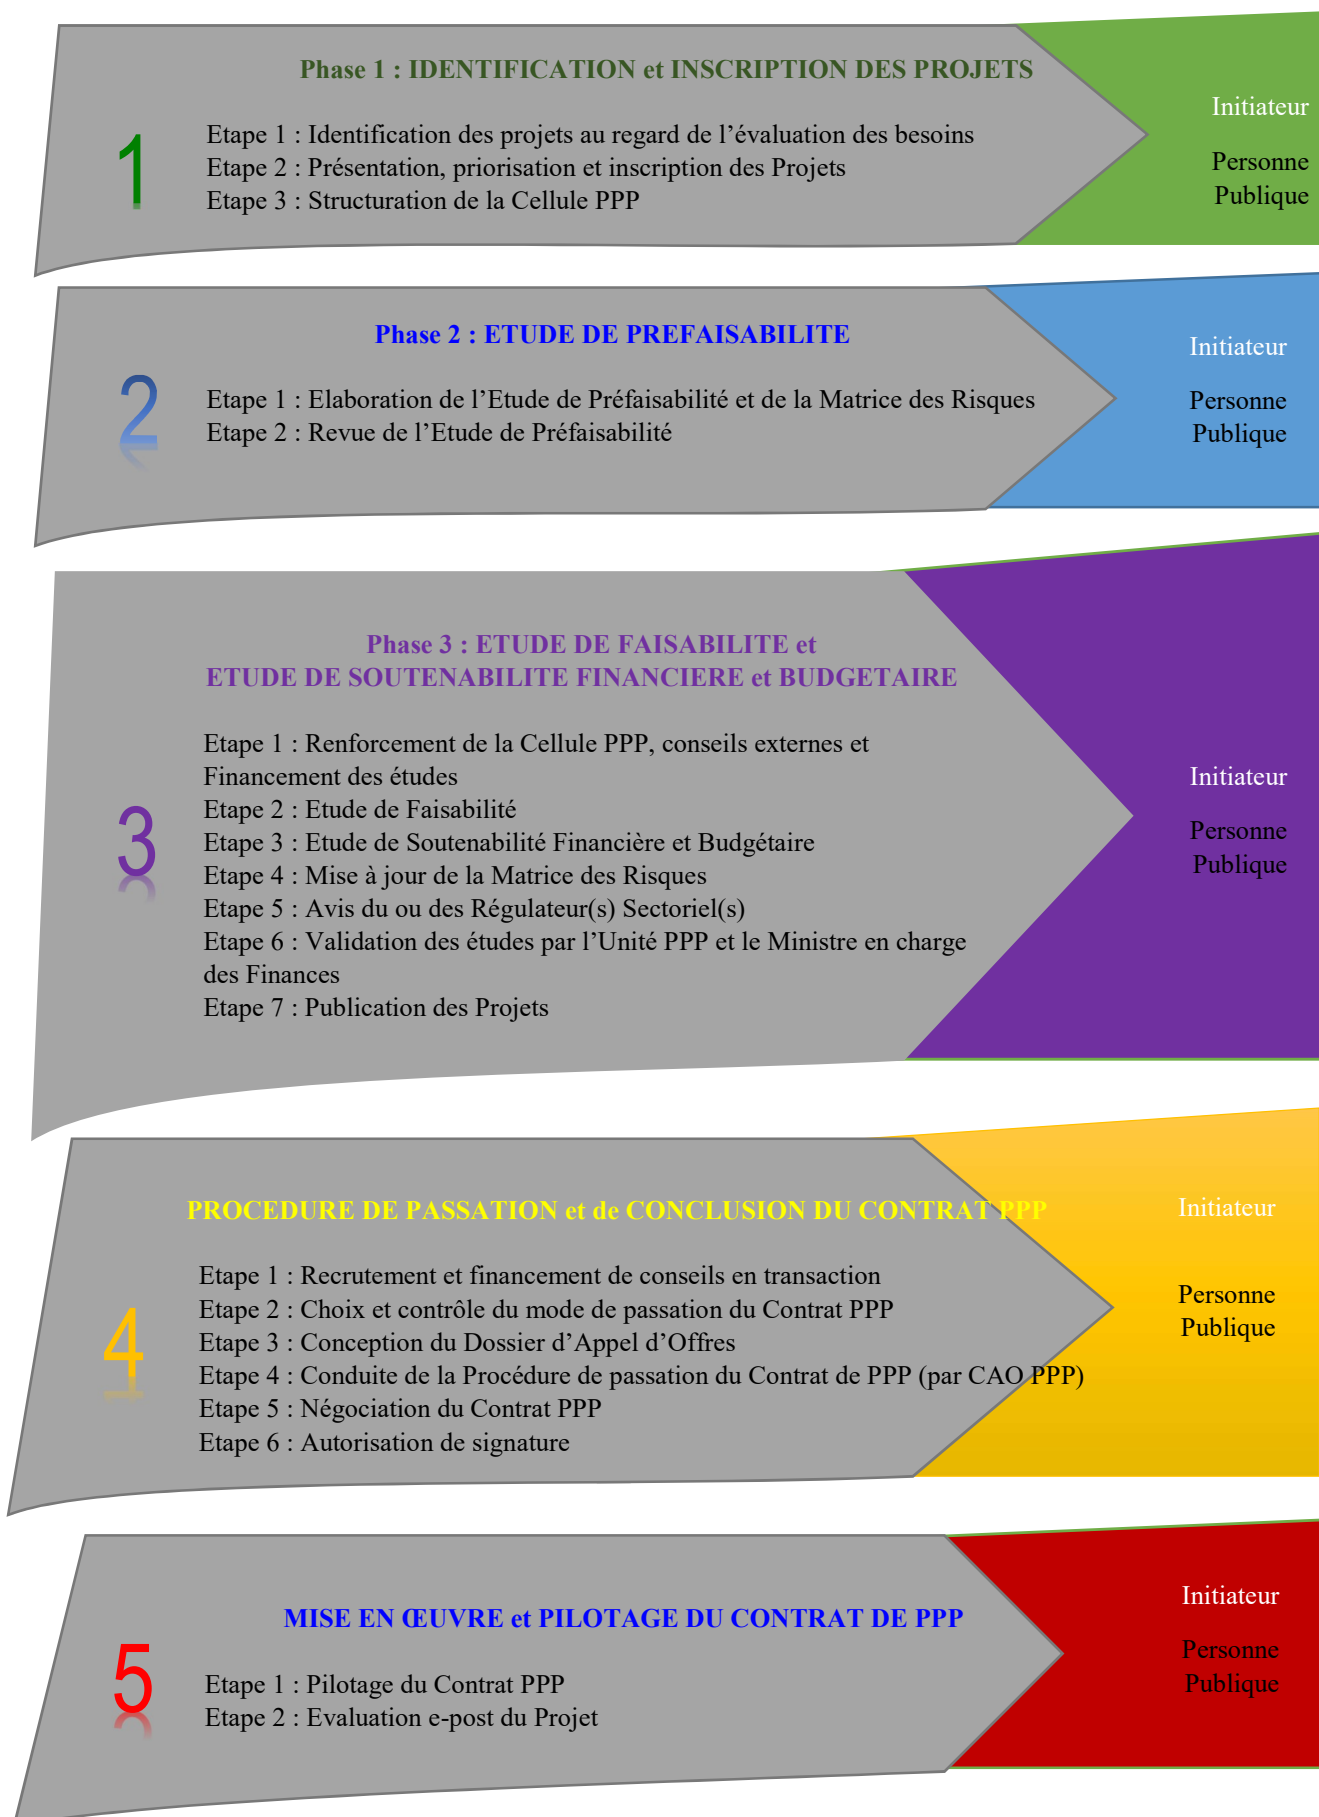 Phase 1 : IDENTIFICATION et INSCRIPTION DES PROJETS
1
Etape 1 : Identification des projets au regard de l’évaluation des besoins
Etape 2 : Présentation, priorisation et inscription des Projets
Etape 3 : Structuration de la Cellule PPP
Initiateur
Personne
Publique
Phase 2 : ETUDE DE PREFAISABILITE
2
Etape 1 : Elaboration de l’Etude de Préfaisabilité et de la Matrice des Risques
Etape 2 : Revue de l’Etude de Préfaisabilité
Initiateur
Personne
Publique
Phase 3 : ETUDE DE FAISABILITE et
ETUDE DE SOUTENABILITE FINANCIERE et BUDGETAIRE
3
Etape 1 : Renforcement de la Cellule PPP, conseils externes et
Financement des études
Etape 2 : Etude de Faisabilité
Etape 3 : Etude de Soutenabilité Financière et Budgétaire
Etape 4 : Mise à jour de la Matrice des Risques
Etape 5 : Avis du ou des Régulateur(s) Sectoriel(s)
Etape 6 : Validation des études par l’Unité PPP et le Ministre en charge
des Finances
Etape 7 : Publication des Projets
Initiateur
Personne
Publique
PROCEDURE DE PASSATION et de CONCLUSION DU CONTRAT PPP
4
Etape 1 : Recrutement et financement de conseils en transaction
Etape 2 : Choix et contrôle du mode de passation du Contrat PPP
Etape 3 : Conception du Dossier d’Appel d’Offres
Etape 4 : Conduite de la Procédure de passation du Contrat de PPP (par CAO PPP)
Etape 5 : Négociation du Contrat PPP
Etape 6 : Autorisation de signature
Initiateur
Personne
Publique
MISE EN ŒUVRE et PILOTAGE DU CONTRAT DE PPP
5
Etape 1 : Pilotage du Contrat PPP
Etape 2 : Evaluation e-post du Projet
Initiateur
Personne
Publique